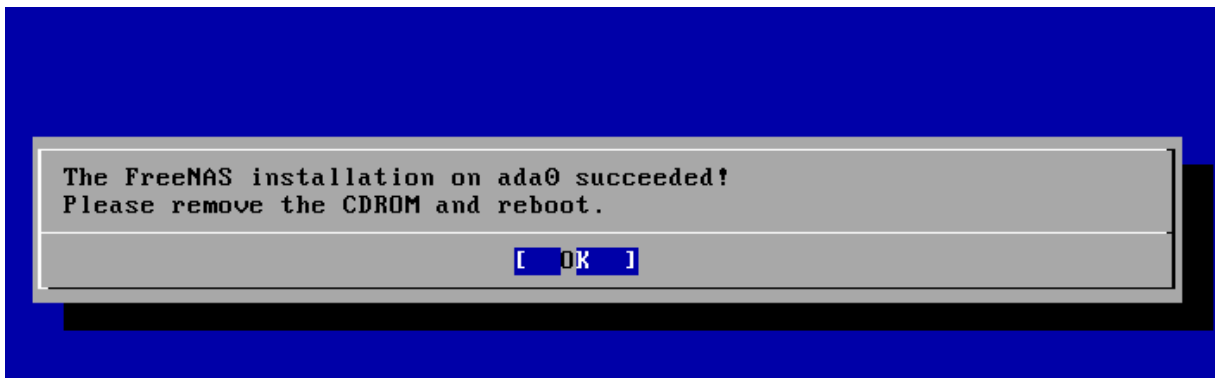 The FreeNAS installation on ada0 succeeded!
Please remove the CDROM and reboot.
[  OK  ]